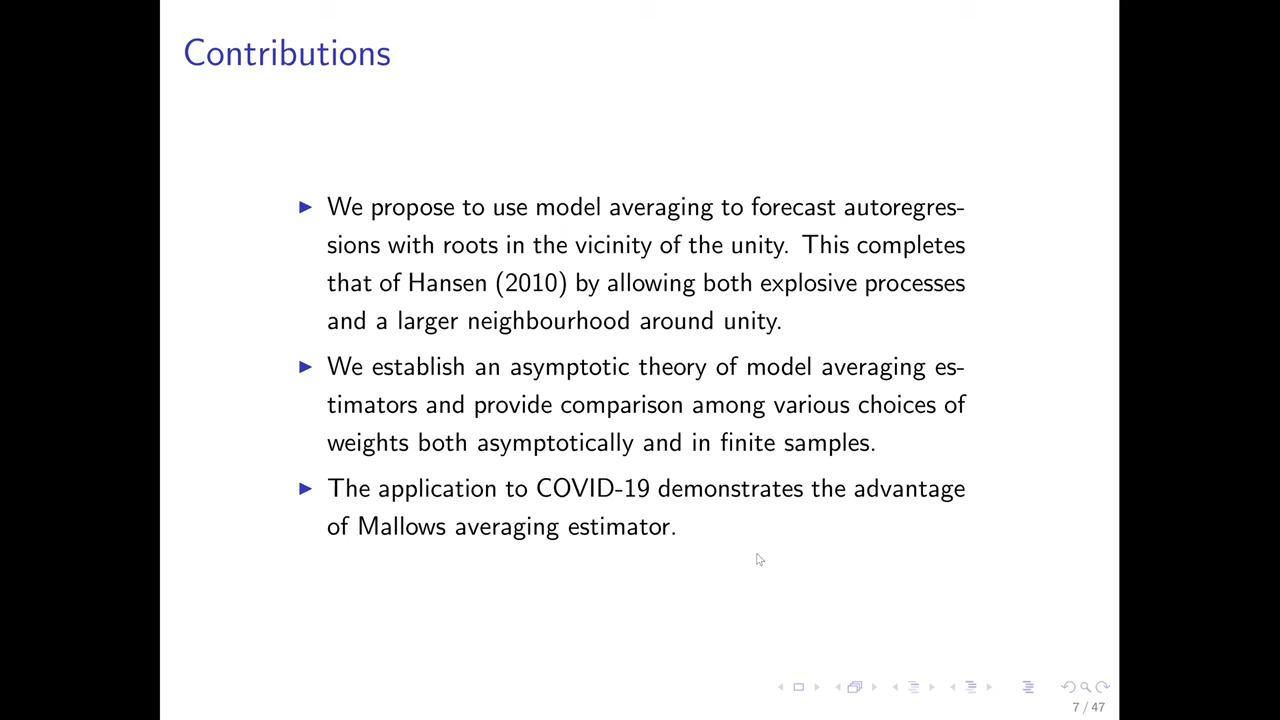 Contributions
We propose to use model averaging to forecast autoregres-
sions with roots in the vicinity of the unity. This completes
that of Hansen (2010) by allowing both explosive processes
and a larger neighbourhood around unity.
We establish an asymptotic theory of model averaging es-
timators and provide comparison among various choices of
weights both asymptotically and in finite samples.
The application to COVID-19 demonstrates the advantage
of Mallows averaging estimator.
7 / 47